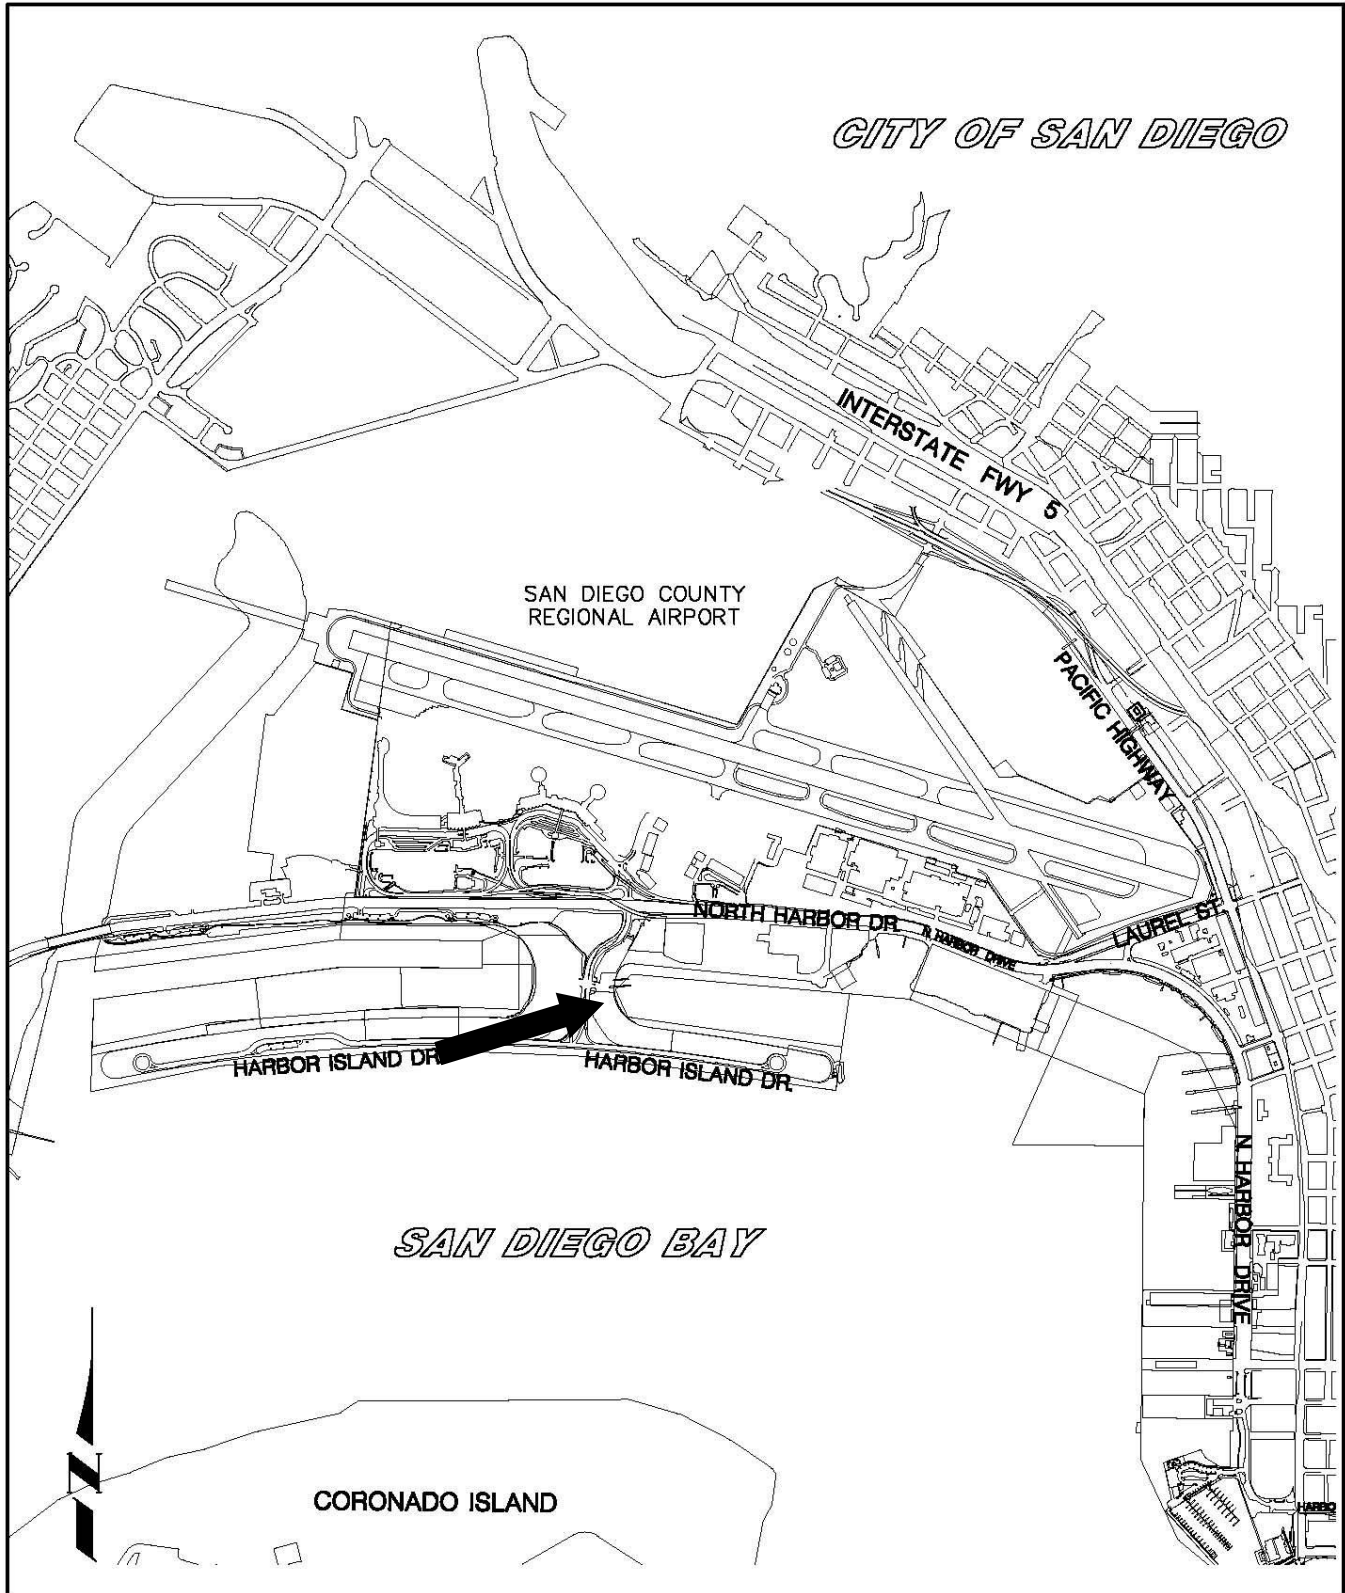 CITY OF SAN DIEGO
INTERSTATE FWY 5
SAN DIEGO COUNTY
REGIONAL AIRPORT
PACIFIC HIGHWAY
NORTH HARBOR DR.
N. HARBOR DRIVE
LAUREL ST.
HARBOR ISLAND DR.
HARBOR ISLAND DR.
N. HARBOR DRIVE
SAN DIEGO BAY
N
CORONADO ISLAND
HARBO